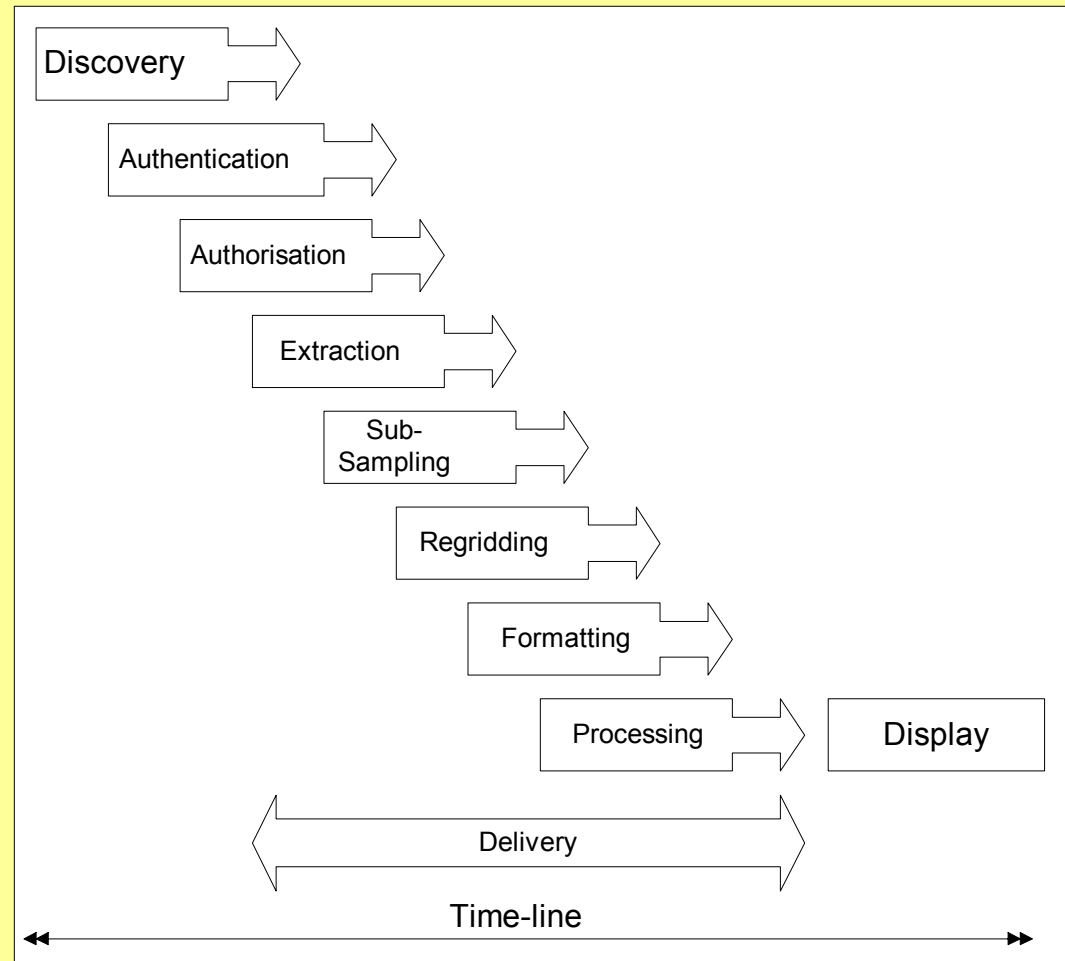 Discovery
Authentication
Authorisation
Extraction
Sub-
Sampling
Regridding
Formatting
Processing
Display
Delivery
Time-line